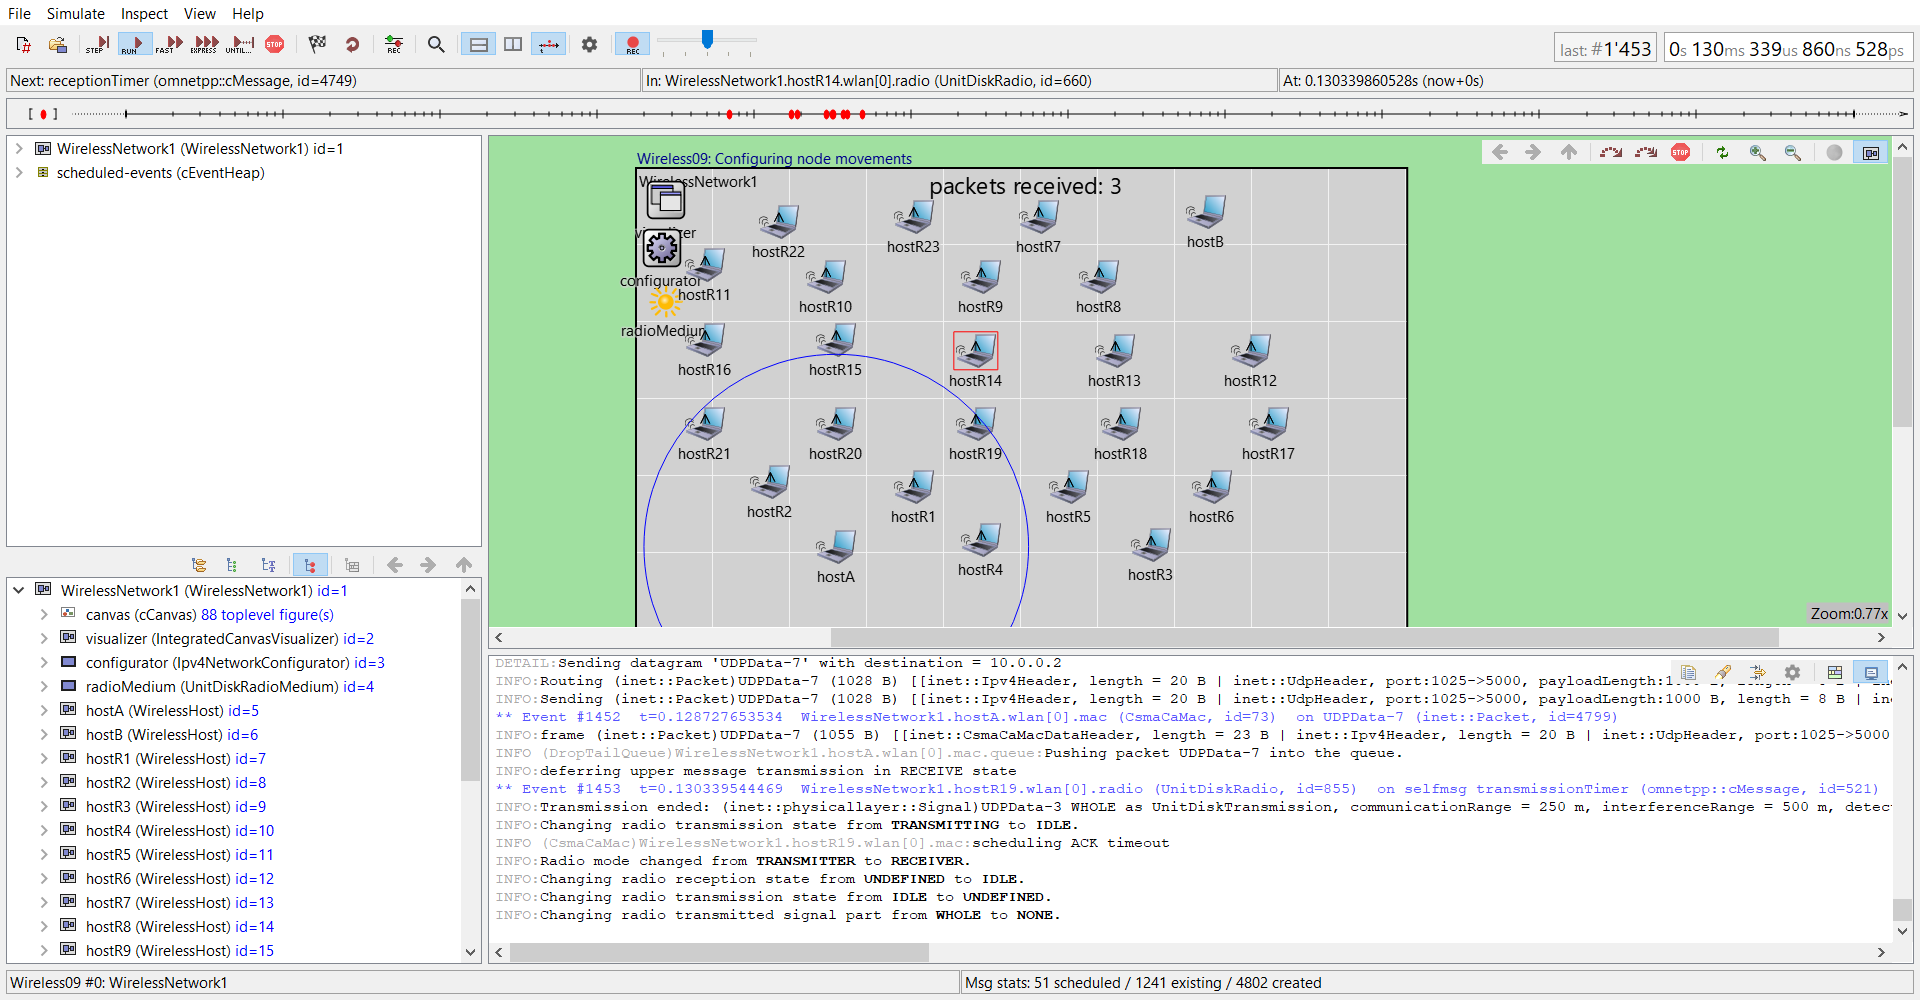 File Simulate Inspect View Help
STEP RUN FAST EXPRESS UNTIL... STOP REC REC
last: #1'453 0s 130ms 339us 860ns 528ps
Next: receptionTimer (omnetpp::cMessage, id=4749) In: WirelessNetwork1.hostR14.wlan[0].radio (UnitDiskRadio, id=660) At: 0.130339860528s (now+0s)
WirelessNetwork1 (WirelessNetwork1) id=1
scheduled-events (cEventHeap)
WirelessNetwork1 (WirelessNetwork1) id=1
canvas (cCanvas) 88 toplevel figure(s)
visualizer (IntegratedCanvasVisualizer) id=2
configurator (Ipv4NetworkConfigurator) id=3
radioMedium (UnitDiskRadioMedium) id=4
hostA (WirelessHost) id=5
hostB (WirelessHost) id=6
hostR1 (WirelessHost) id=7
hostR2 (WirelessHost) id=8
hostR3 (WirelessHost) id=9
hostR4 (WirelessHost) id=10
hostR5 (WirelessHost) id=11
hostR6 (WirelessHost) id=12
hostR7 (WirelessHost) id=13
hostR8 (WirelessHost) id=14
hostR9 (WirelessHost) id=15
Wireless09: Configuring node movements
STOP
WirelessNetwork1
packets received: 3
visualizer
hostR22 hostR23 hostR7 hostB
configurator
hostR11 hostR10 hostR9 hostR8
radioMedium
hostR16 hostR15 hostR14 hostR13 hostR12
hostR21 hostR20 hostR19 hostR18 hostR17
hostR2 hostR1 hostR5 hostR6
hostA hostR4 hostR3
Zoom:0.77x
DETAIL:Sending datagram 'UDPData-7' with destination = 10.0.0.2
INFO:Routing (inet::Packet)UDPData-7 (1028 B) [[inet::Ipv4Header, length = 20 B | inet::UdpHeader, port:1025->5000,
INFO:Sending (inet::Packet)UDPData-7 (1028 B) [[inet::Ipv4Header, length = 20 B | inet::UdpHeader, port:1025->5000, payloadLength:1000 B, length = 8 B | in
** Event #1452 t=0.128727653534 WirelessNetwork1.hostA.wlan[0].mac (CsmaCaMac, id=73) on UDPData-7 (inet::Packet, id=4799)
INFO:frame (inet::Packet)UDPData-7 (1055 B) [[inet::CsmaCaMacDataHeader, length = 23 B | inet::Ipv4Header, length = 20 B | inet::UdpHeader, port:1025->5000
INFO (DropTailQueue)WirelessNetwork1.hostA.wlan[0].mac.queue:Pushing packet UDPData-7 into the queue.
INFO:deferring upper message transmission in RECEIVE state
** Event #1453 t=0.130339544469 WirelessNetwork1.hostR19.wlan[0].radio (UnitDiskRadio, id=855) on selfmsg transmissionTimer (omnetpp::cMessage, id=521)
INFO:Transmission ended: (inet::physicallayer::Signal)UDPData-3 WHOLE as UnitDiskTransmission, communicationRange = 250 m, interferenceRange = 500 m, detec
INFO:Changing radio transmission state from TRANSMITTING to IDLE.
INFO (CsmaCaMac)WirelessNetwork1.hostR19.wlan[0].mac:scheduling ACK timeout
INFO:Radio mode changed from TRANSMITTER to RECEIVER.
INFO:Changing radio reception state from UNDEFINED to IDLE.
INFO:Changing radio transmission state from IDLE to UNDEFINED.
INFO:Changing radio transmitted signal part from WHOLE to NONE.
Wireless09 #0: WirelessNetwork1 Msg stats: 51 scheduled / 1241 existing / 4802 created